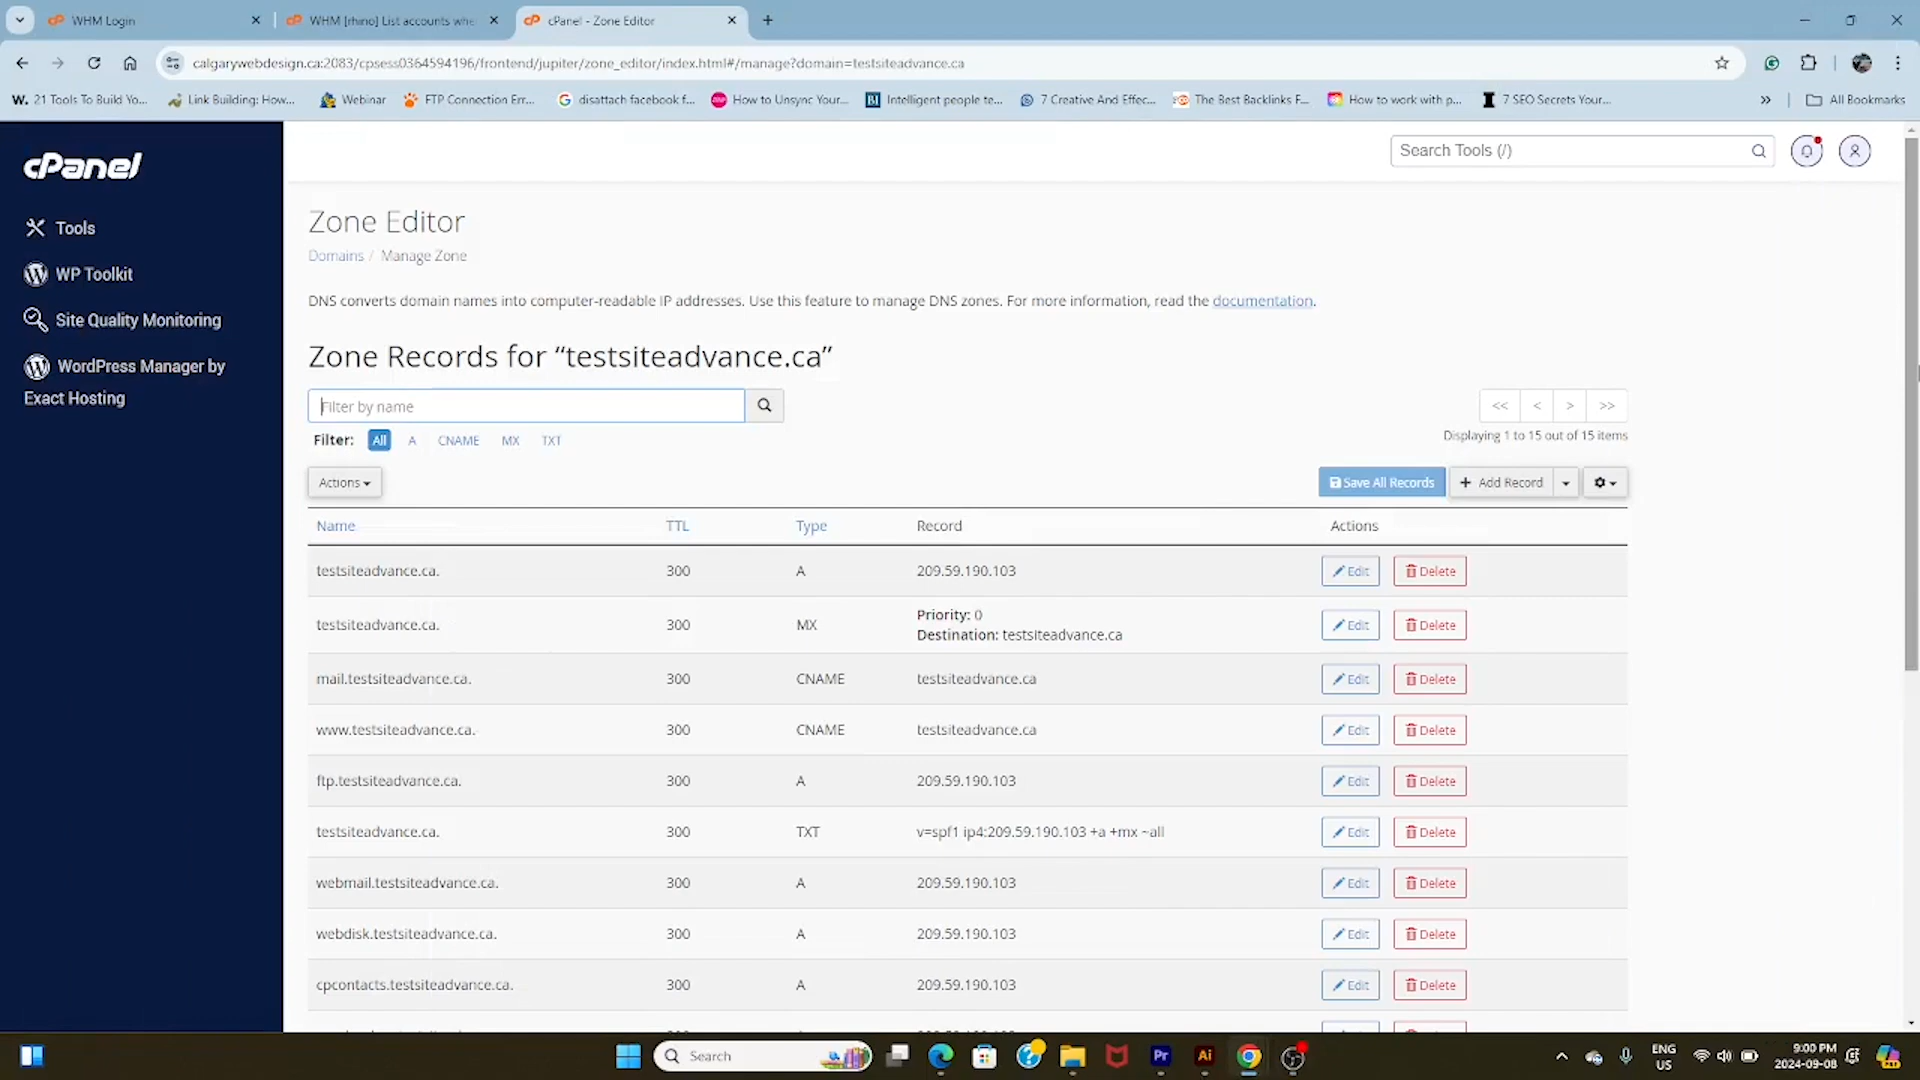 WHM Login
WHM [rhino] List accounts whe
cPanel - Zone Editor
calgarywebdesign.ca:2083/cpsess0364594196/frontend/jupiter/zone_editor/index.html#/manage?domain=testsiteadvance.ca
W. 21 Tools To Build Yo...
Link Building: How...
Webinar
FTP Connection Err...
disattach facebook f...
How to Unsync Your...
BI Intelligent people te...
7 Creative And Effec...
The Best Backlinks F...
How to work with p...
7 SEO Secrets Your...
»
All Bookmarks
cPanel
Search Tools (/)
Tools
WP Toolkit
Site Quality Monitoring
WordPress Manager by
Exact Hosting
Zone Editor
Domains / Manage Zone
DNS converts domain names into computer-readable IP addresses. Use this feature to manage DNS zones. For more information, read the documentation.
Zone Records for “testsiteadvance.ca”
Filter by name
<< < > >>
Filter: All A CNAME MX TXT
Displaying 1 to 15 out of 15 items
Actions
Save All Records
+ Add Record
Name TTL Type Record Actions
testsiteadvance.ca. 300 A 209.59.190.103 Edit Delete
testsiteadvance.ca. 300 MX Priority: 0 Edit Delete
Destination: testsiteadvance.ca
mail.testsiteadvance.ca. 300 CNAME testsiteadvance.ca Edit Delete
www.testsiteadvance.ca. 300 CNAME testsiteadvance.ca Edit Delete
ftp.testsiteadvance.ca. 300 A 209.59.190.103 Edit Delete
testsiteadvance.ca. 300 TXT v=spf1 ip4:209.59.190.103 +a +mx ~all Edit Delete
webmail.testsiteadvance.ca. 300 A 209.59.190.103 Edit Delete
webdisk.testsiteadvance.ca. 300 A 209.59.190.103 Edit Delete
cpcontacts.testsiteadvance.ca. 300 A 209.59.190.103 Edit Delete
Search
Pr
Ai
ENG
US
9:00 PM
2024-09-08